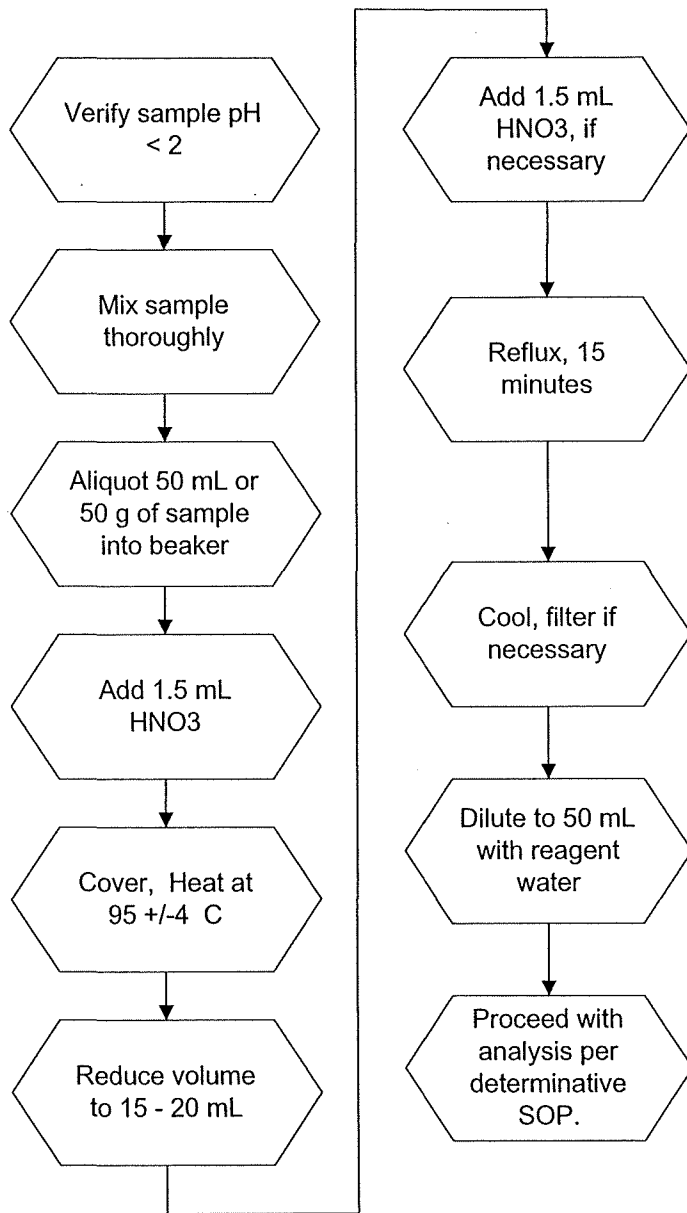 Verify sample pH
< 2
Mix sample
thoroughly
Aliquot 50 mL or
50 g of sample
into beaker
Add 1.5 mL
HNO3
Cover,  Heat at
95 +/-4  C
Reduce volume
to 15 - 20 mL
Add 1.5 mL
HNO3, if
necessary
Reflux, 15
minutes
Cool, filter if
necessary
Dilute to 50 mL
with reagent
water
Proceed with
analysis per
determinative
SOP.